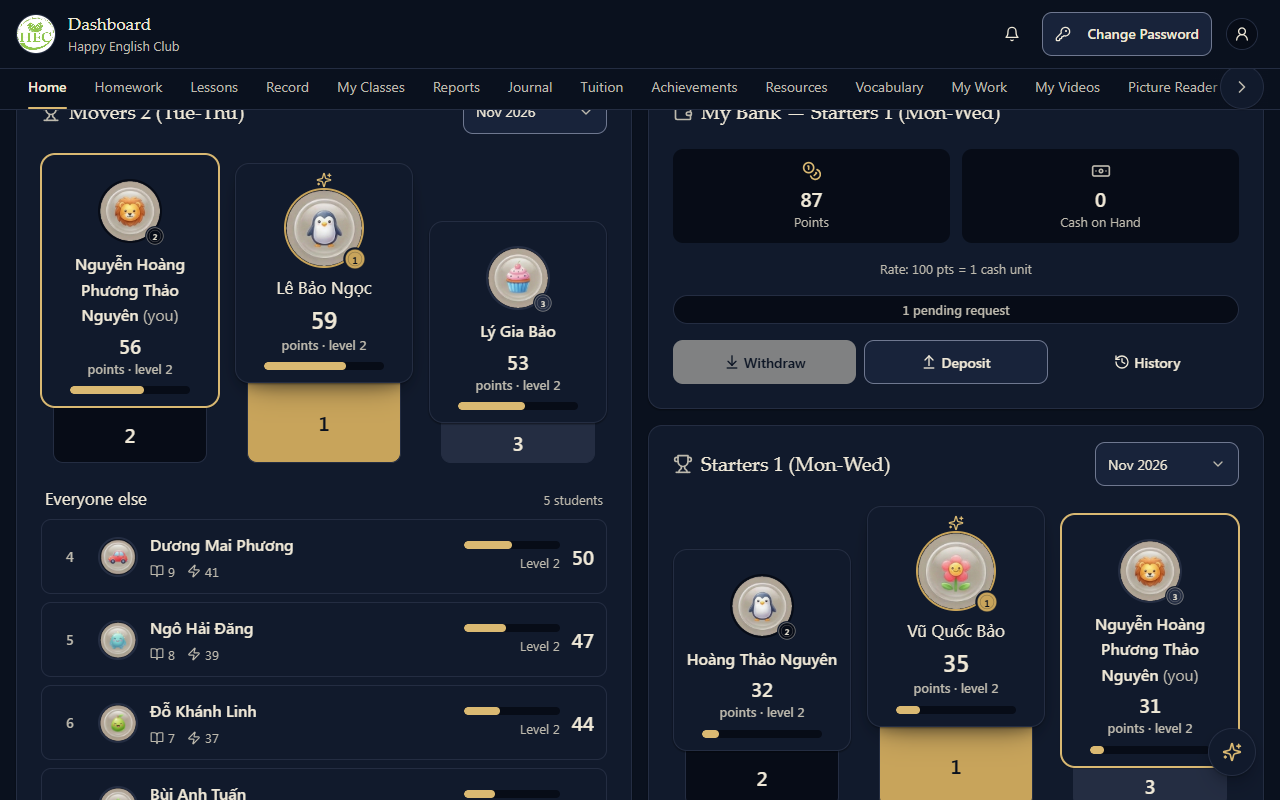 HEC
Dashboard
Happy English Club
Change Password
Home
Homework
Lessons
Record
My Classes
Reports
Journal
Tuition
Achievements
Resources
Vocabulary
My Work
My Videos
Picture Reader
Movers 2 (Tue-Thu)
Nov 2026
2
Nguyễn Hoàng
Phương Thảo
Nguyên (you)
56
points · level 2
2
1
Lê Bảo Ngọc
59
points · level 2
1
3
Lý Gia Bảo
53
points · level 2
3
Everyone else
5 students
4
Dương Mai Phương
9
41
Level 2
50
5
Ngô Hải Đăng
8
39
Level 2
47
6
Đỗ Khánh Linh
7
37
Level 2
44
Bùi Anh Tuấn
My Bank — Starters 1 (Mon-Wed)
87
Points
0
Cash on Hand
Rate: 100 pts = 1 cash unit
1 pending request
Withdraw
Deposit
History
Starters 1 (Mon-Wed)
Nov 2026
2
Hoàng Thảo Nguyên
32
points · level 2
2
1
Vũ Quốc Bảo
35
points · level 2
1
3
Nguyễn Hoàng
Phương Thảo
Nguyên (you)
31
points · level 2
3